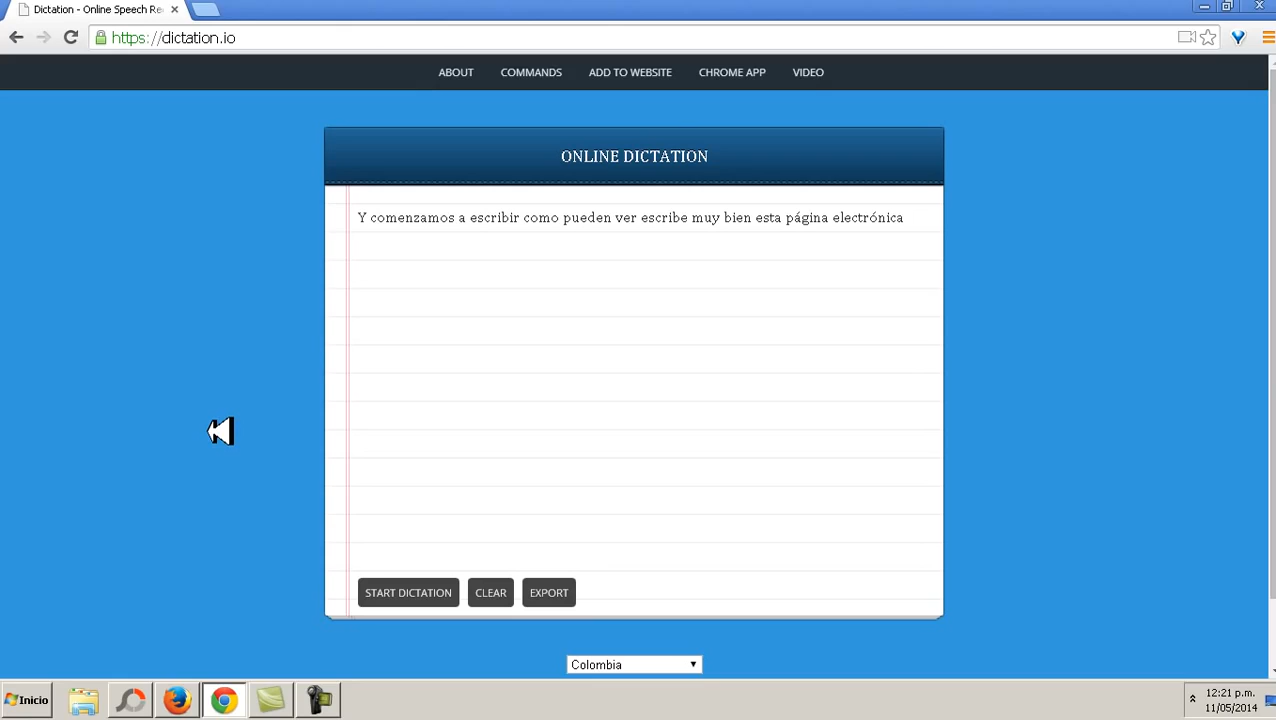 Dictation - Online Speech Re
https://dictation.io
ABOUT COMMANDS ADD TO WEBSITE CHROME APP VIDEO
ONLINE DICTATION
Y comenzamos a escribir como pueden ver escribe muy bien esta página electrónica
START DICTATION CLEAR EXPORT
Colombia
Inicio
12:21 p.m.
11/05/2014